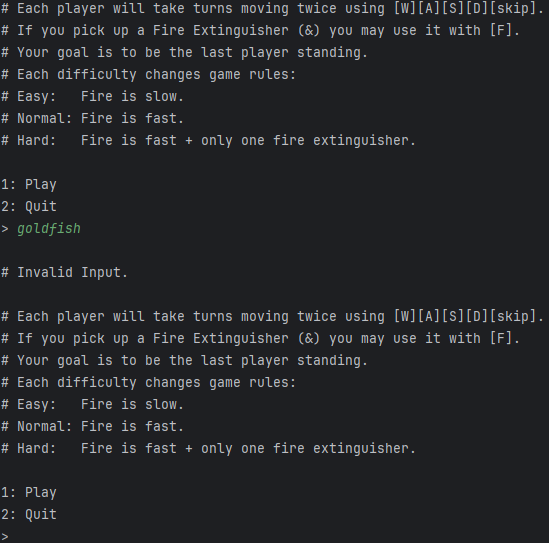 # Each player will take turns moving twice using [W][A][S][D][skip].
# If you pick up a Fire Extinguisher (&) you may use it with [F].
# Your goal is to be the last player standing.
# Each difficulty changes game rules:
# Easy:   Fire is slow.
# Normal: Fire is fast.
# Hard:   Fire is fast + only one fire extinguisher.

1: Play
2: Quit
> goldfish

# Invalid Input.

# Each player will take turns moving twice using [W][A][S][D][skip].
# If you pick up a Fire Extinguisher (&) you may use it with [F].
# Your goal is to be the last player standing.
# Each difficulty changes game rules:
# Easy:   Fire is slow.
# Normal: Fire is fast.
# Hard:   Fire is fast + only one fire extinguisher.

1: Play
2: Quit
>